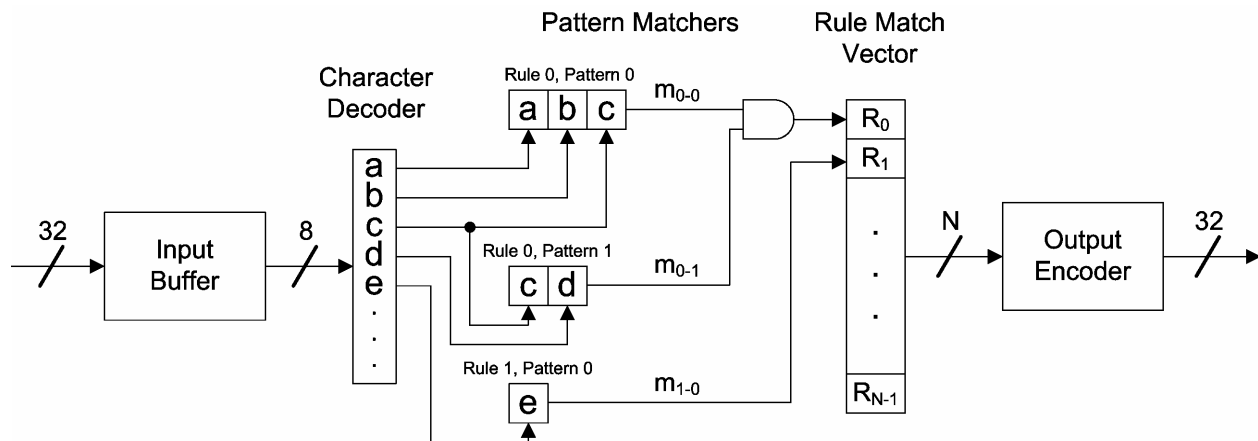 Pattern Matchers
Rule Match
Vector
Character
Decoder
Rule 0, Pattern 0
a b c
m0-0
R0
R1
a
b
c
d
e
.
.
.
32
Input
Buffer
8
Rule 0, Pattern 1
c d
m0-1
Rule 1, Pattern 0
e
m1-0
.
.
.
RN-1
N
Output
Encoder
32